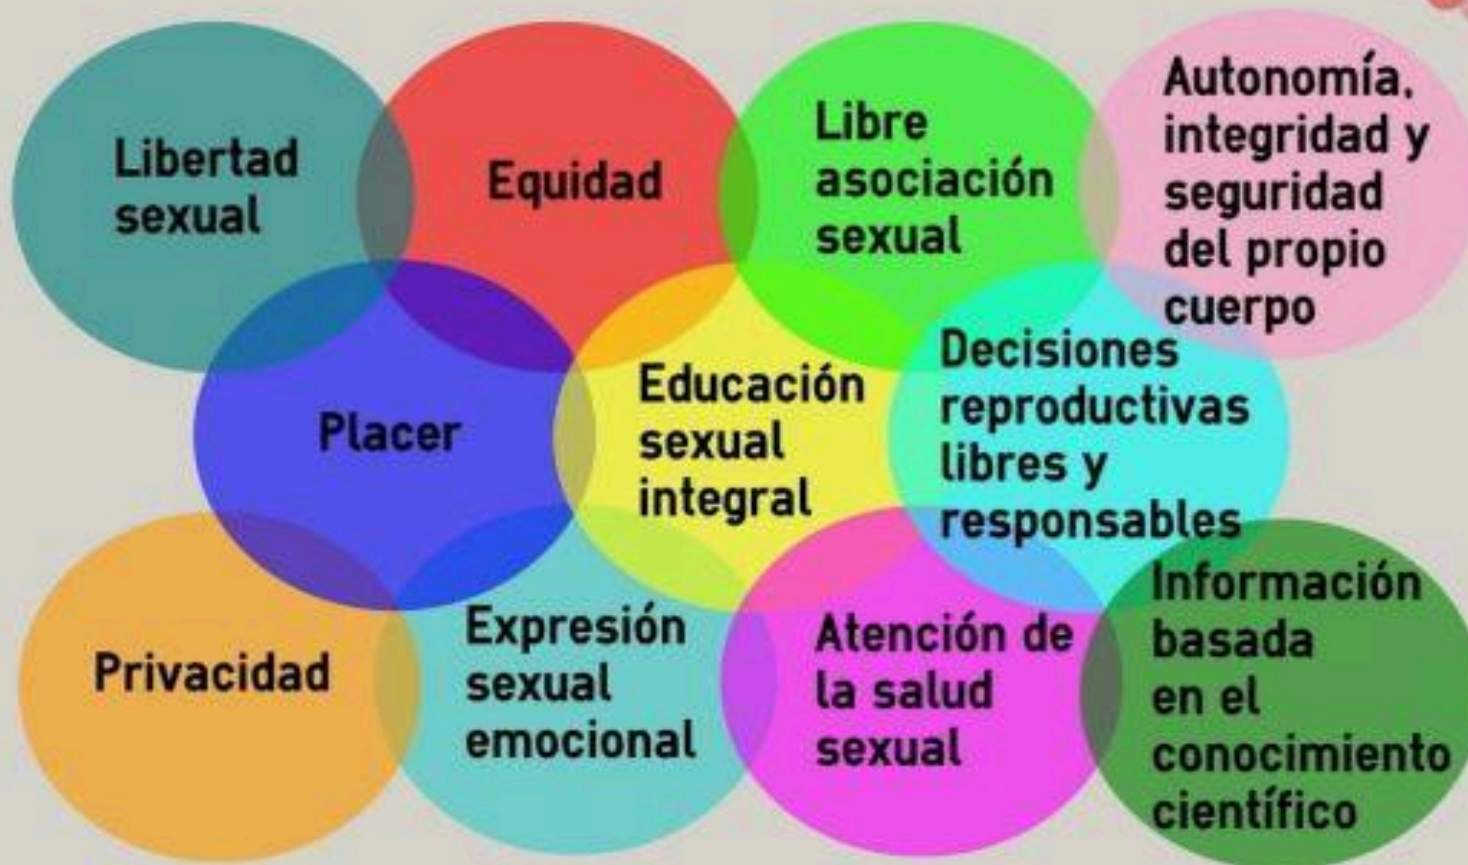 Libertad
sexual
Equidad
Libre
asociación
sexual
Autonomía,
integridad y
seguridad
del propio
cuerpo
Placer
Educación
sexual
integral
Decisiones
reproductivas
libres y
responsables
Privacidad
Expresión
sexual
emocional
Atención de
la salud
sexual
Información
basada
en el
conocimiento
científico